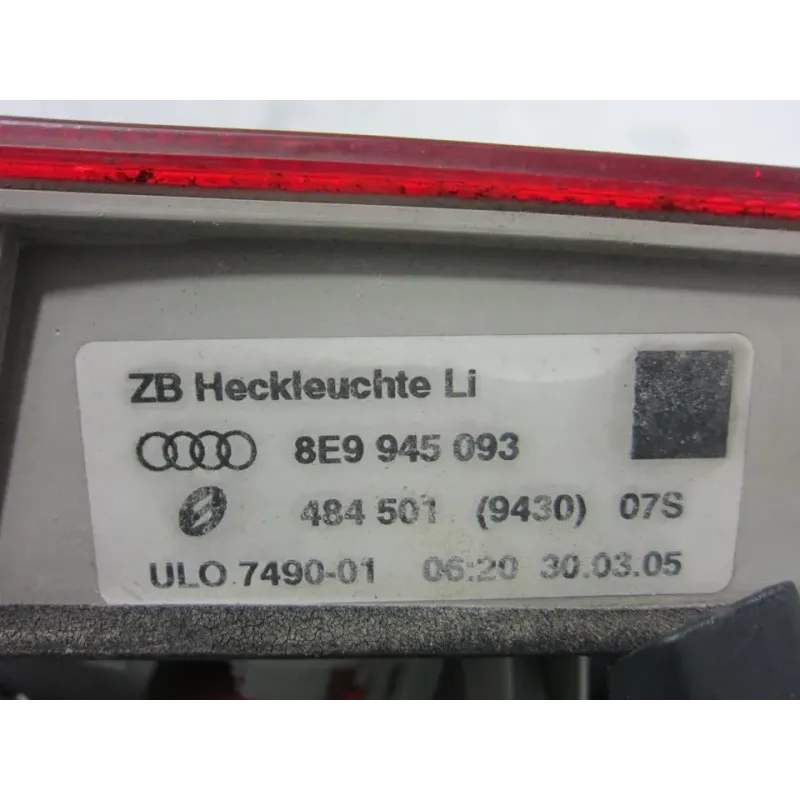 ZB Heckleuchte Li
8E9 945 093
484 501 (9430) 07S
ULO 7490-01 06:20 30.03.05